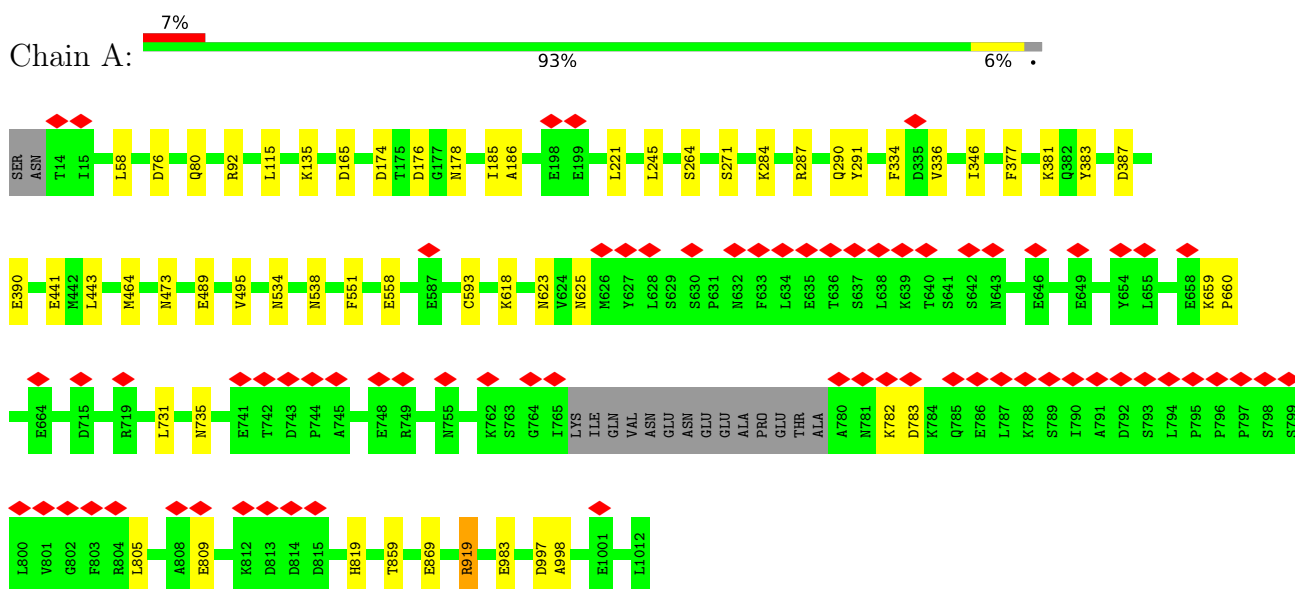 7%
Chain A:
93% 6% •
SER ASN T14 I15 L58 D76 Q80 R92 L115 K135 D165 D174 T175 D176 G177 N178 I185 A186 E198 E199 L221 L245 S264 S271 K284 R287 Q290 Y291 F334 D335 V336 I346 F377 K381 Q382 Y383 D387
E390 E441 M442 L443 M464 N473 E489 V495 N534 N538 F551 E558 E587 C593 K618 N623 V624 N625 M626 Y627 L628 S629 S630 P631 N632 F633 L634 E635 T636 S637 L638 K639 T640 S641 S642 N643 E646 E649 Y654 L655 E658 K659 P660
E664 D715 R719 L731 N735 E741 T742 D743 P744 A745 E748 R749 N755 K762 S763 G764 I765 LYS ILE GLN VAL ASN GLU ASN GLU GLU ALA PRO GLU THR ALA A780 N781 K782 D783 K784 Q785 E786 L787 K788 S789 I790 A791 D792 S793 L794 P795 P796 P797 S798 S799
L800 V801 G802 F803 R804 L805 A808 E809 K812 D813 D814 D815 H819 T859 E869 R919 E983 D997 A998 E1001 L1012